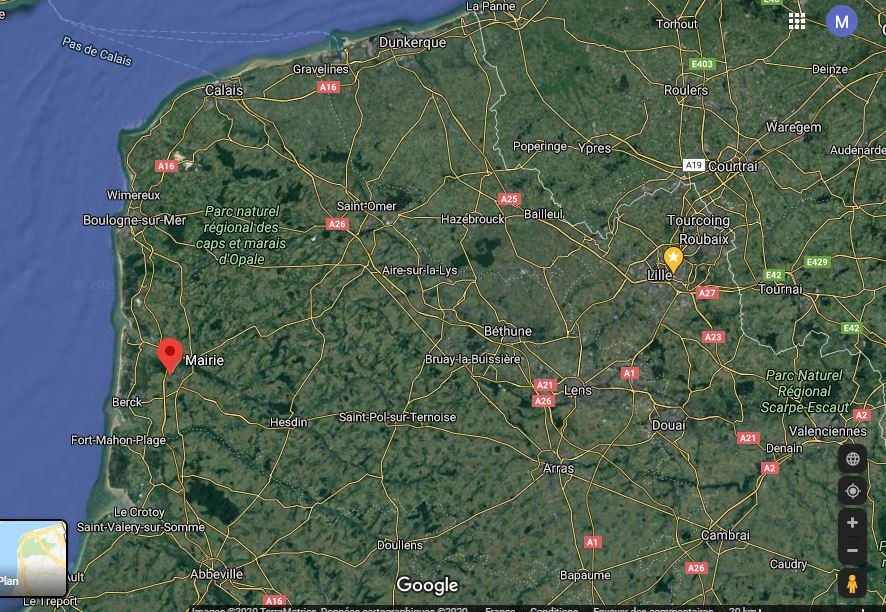 La Panne
Torhout
Pas de Calais
Dunkerque
M
E403
Gravelines
Deinze
Calais
A16
Roulers
Waregem
Poperinge
Ypres
Audenarde
A16
A19
Courtrai
Wimereux
Saint-Omer
A25
Boulogne-sur-Mer
Parc naturel
régional des
caps et marais
d'Opale
A26
Hazebrouck
Bailleul
Tourcoing
Roubaix
Aire-sur-la-Lys
Lille
E42
E429
A27
Tournai
Béthune
A23
E42
Mairie
Bruay-la-Buissière
A1
Parc Naturel
Régional
Scarpe-Escaut
A21
A26
Lens
Berck
Hesdin
Saint-Pol-sur-Ternoise
Douai
A2
Fort-Mahon-Plage
A21
Valenciennes
Denain
Arras
A2
Le Crotoy
Saint-Valery-sur-Somme
Doullens
A1
Cambrai
Plan
Ault
Abbeville
Google
Bapaume
A26
Caudry
Le Tréport
A16
Images ©2020 TerraMetrics, Données cartographiques ©2020
France
Conditions
Envoyer des commentaires
20 km